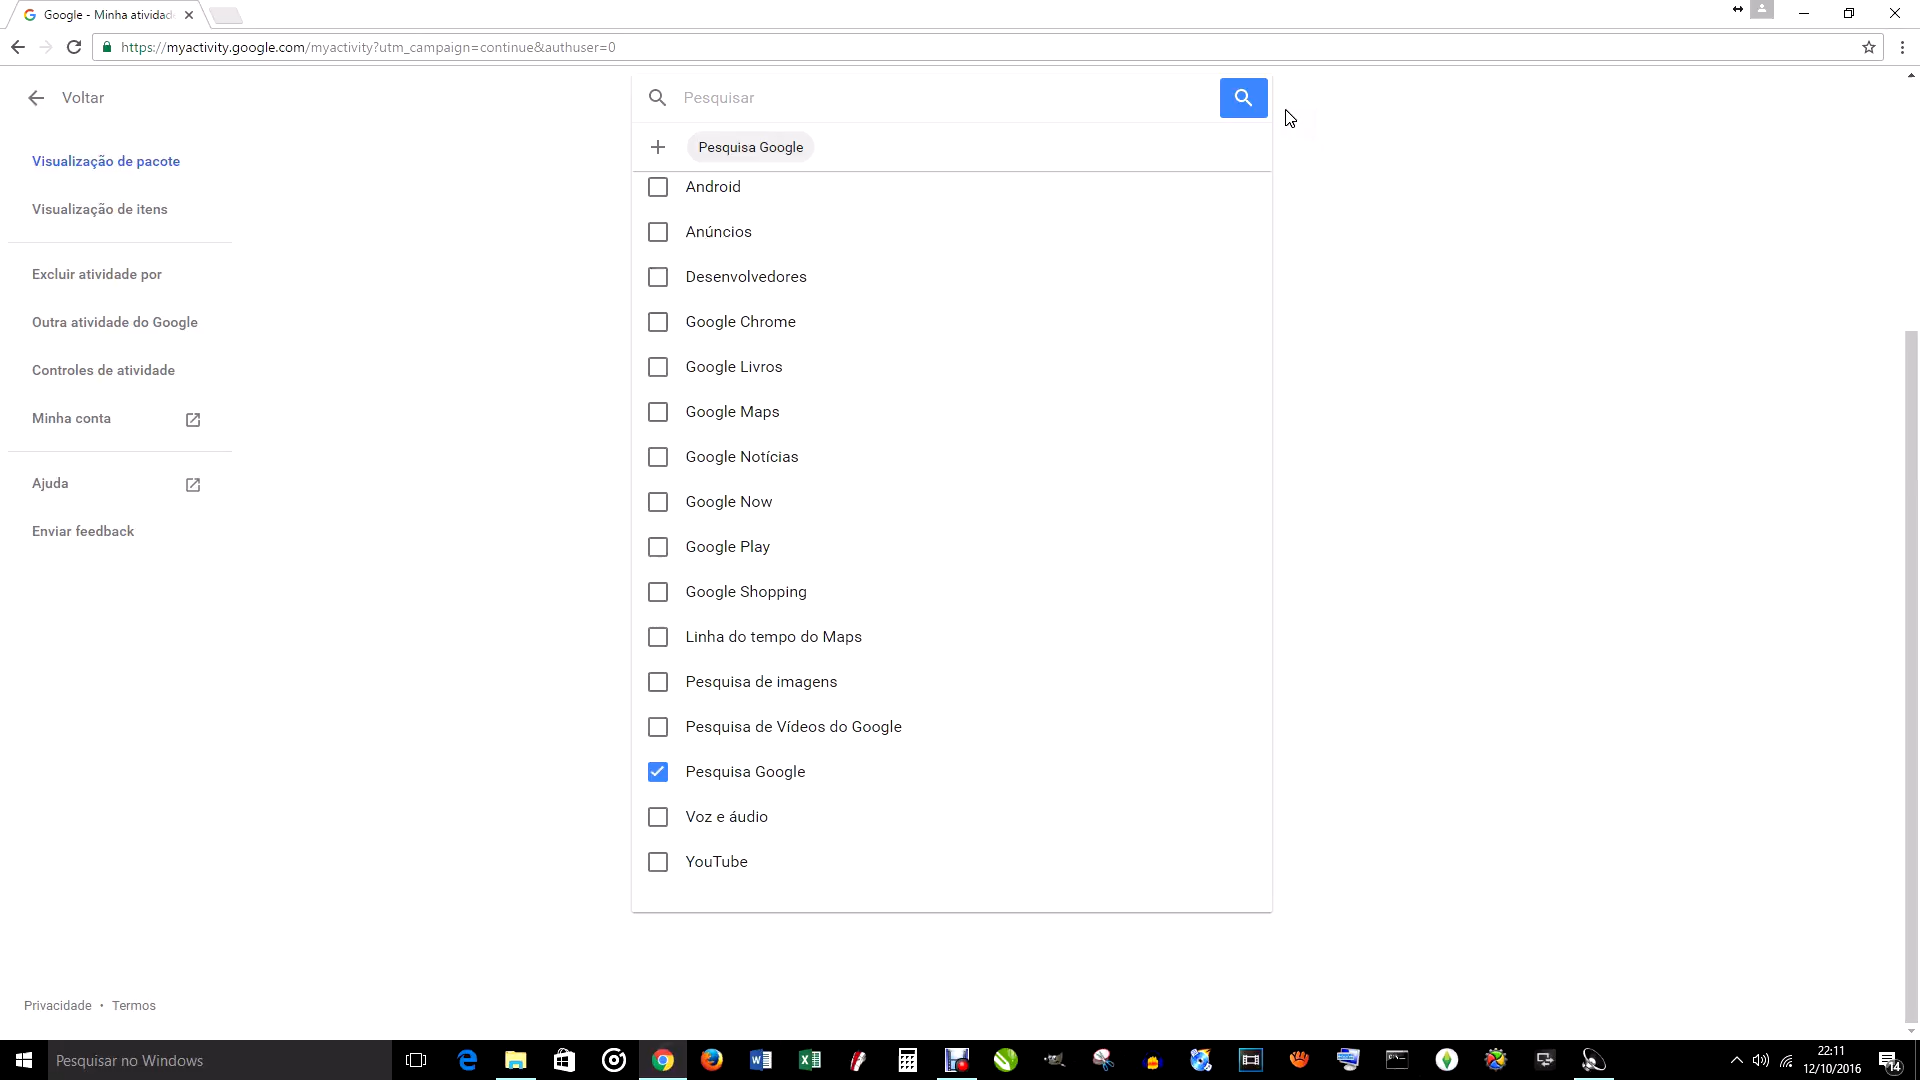 Google - Minha atividad
https://myactivity.google.com/myactivity?utm_campaign=continue&authuser=0
Voltar
Visualização de pacote
Visualização de itens
Excluir atividade por
Outra atividade do Google
Controles de atividade
Minha conta
Ajuda
Enviar feedback
Pesquisar
Pesquisa Google
Android
Anúncios
Desenvolvedores
Google Chrome
Google Livros
Google Maps
Google Notícias
Google Now
Google Play
Google Shopping
Linha do tempo do Maps
Pesquisa de imagens
Pesquisa de Vídeos do Google
Pesquisa Google
Voz e áudio
YouTube
Privacidade • Termos
Pesquisar no Windows
22:11
12/10/2016
14